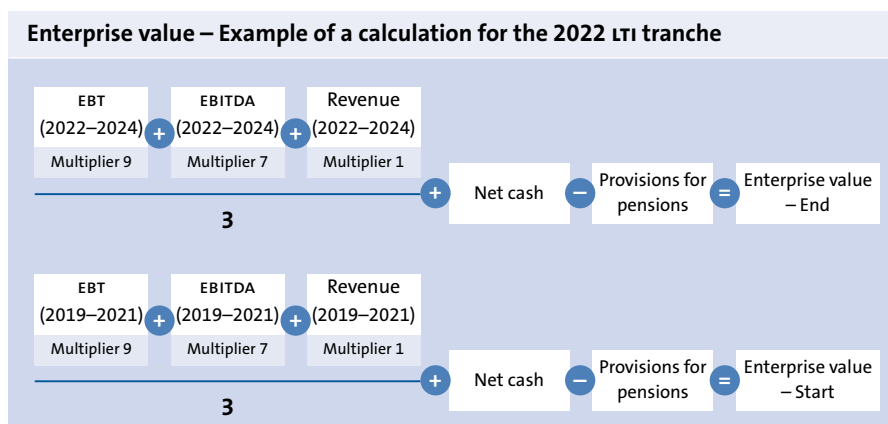 Enterprise value – Example of a calculation for the 2022 LTI tranche
EBT + EBITDA + Revenue
(2022–2024) (2022–2024) (2022–2024)
Multiplier 9 Multiplier 7 Multiplier 1
3
+ Net cash − Provisions for pensions = Enterprise value – End
EBT + EBITDA + Revenue
(2019–2021) (2019–2021) (2019–2021)
Multiplier 9 Multiplier 7 Multiplier 1
3
+ Net cash − Provisions for pensions = Enterprise value – Start